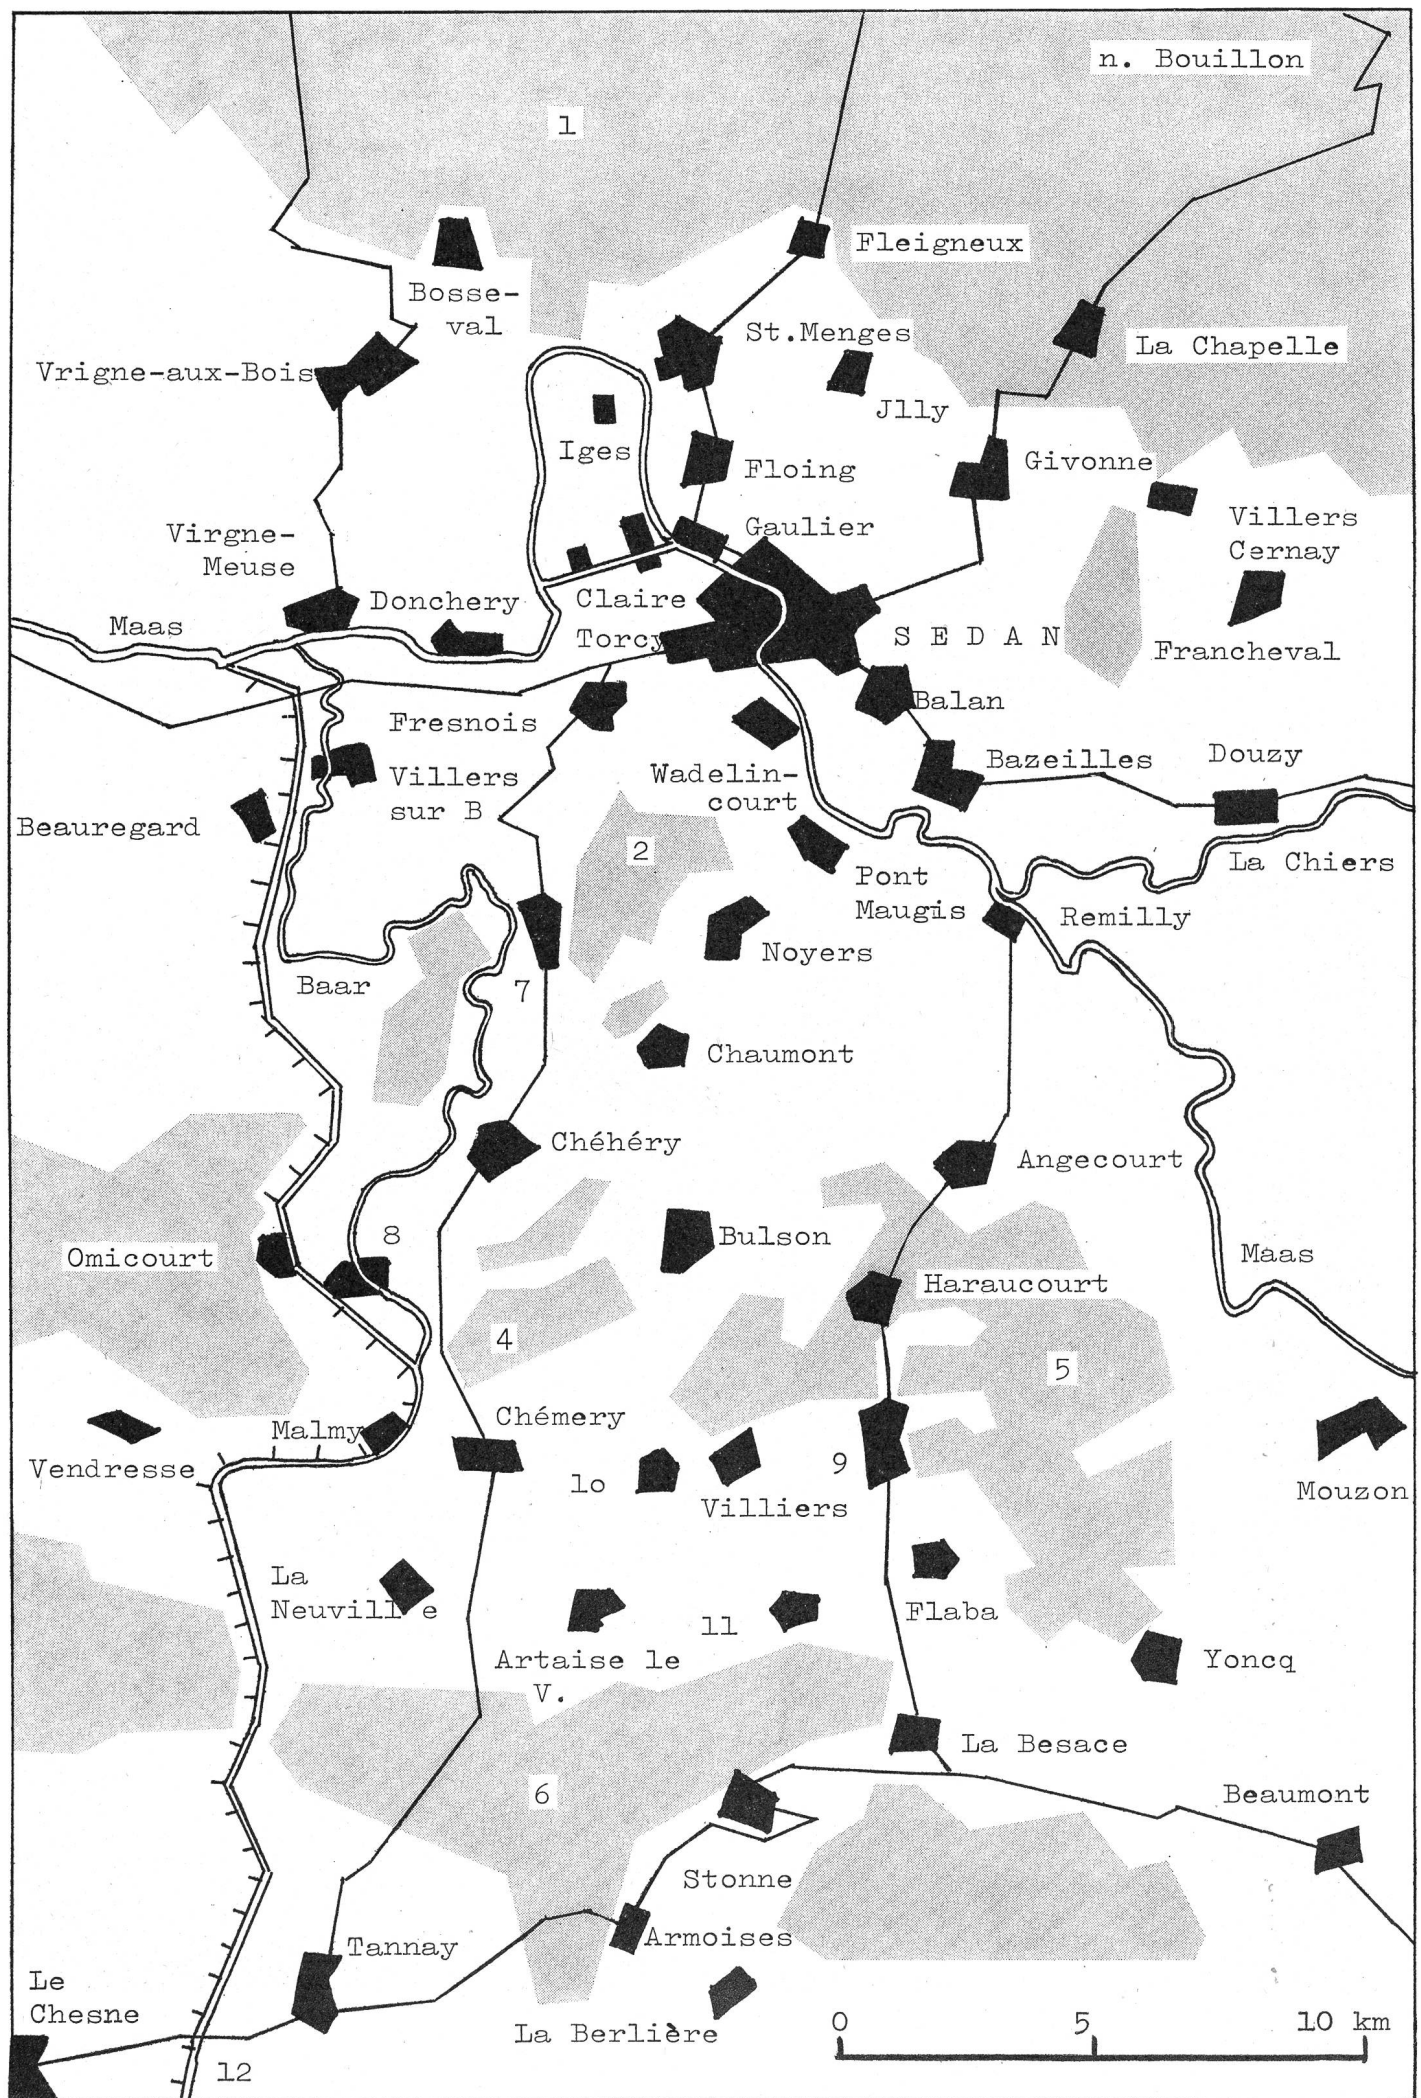 n. Bouillon
1
Fleigneux
Bosse-
val
St.Menges
La Chapelle
Vrigne-aux-Bois
Jlly
Iges
Floing
Givonne
Gaulier
Villers
Cernay
Virgne-
Meuse
Donchery
Claire
Maas
Torcy
SEDAN
Francheval
Balan
Fresnois
Villers
sur B
Wadelin-
court
Bazeilles
Douzy
Beauregard
2
La Chiers
Pont
Maugis
Remilly
Noyers
Baar
7
Chaumont
Chéhéry
Angecourt
8
Bulson
Omicourt
Maas
Haraucourt
4
5
Chémery
Malmy
Vendresse
lo
9
Villiers
Mouzon
La
Neuville
11
Flaba
Artaise le
V.
Yoncq
La Besace
6
Beaumont
Stonne
Armoises
Tannay
Le
Chesne
La Berlière
0 5 10 km
12